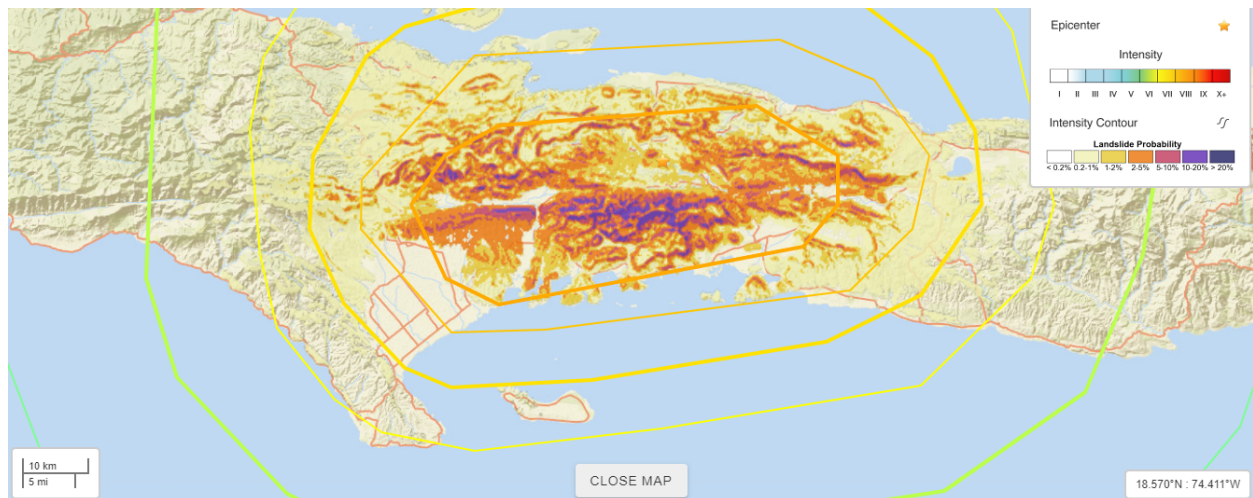 Epicenter
Intensity
I II III IV V VI VII VIII IX X+
Intensity Contour
Landslide Probability
< 0.2% 0.2-1% 1-2% 2-5% 5-10% 10-20% > 20%
10 km
5 mi
CLOSE MAP
18.570°N : 74.411°W